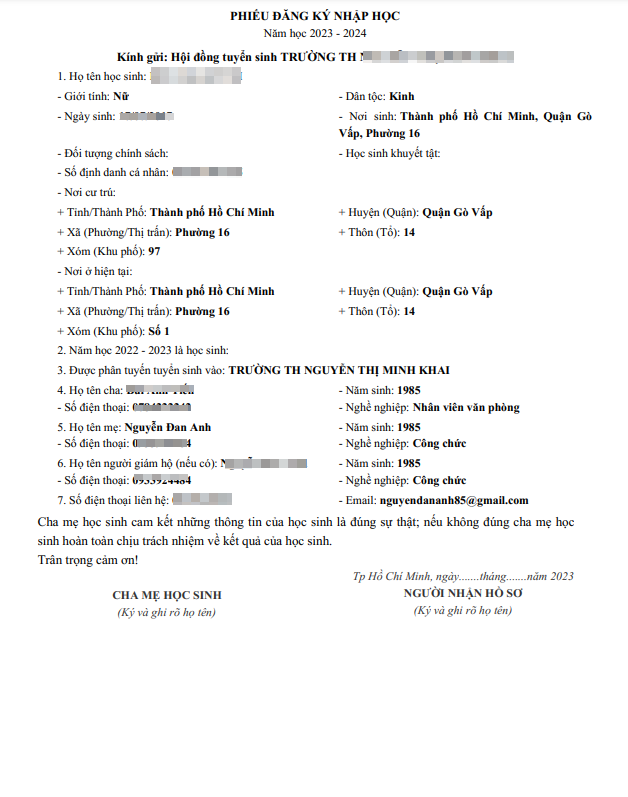 PHIẾU ĐĂNG KÝ NHẬP HỌC
Năm học 2023 - 2024
Kính gửi: Hội đồng tuyển sinh TRƯỜNG TH
1. Họ tên học sinh:
- Giới tính: Nữ - Dân tộc: Kinh
- Ngày sinh: - Nơi sinh: Thành phố Hồ Chí Minh, Quận Gò
Vấp, Phường 16
- Đối tượng chính sách: - Học sinh khuyết tật:
- Số định danh cá nhân:
- Nơi cư trú:
+ Tỉnh/Thành Phố: Thành phố Hồ Chí Minh + Huyện (Quận): Quận Gò Vấp
+ Xã (Phường/Thị trấn): Phường 16 + Thôn (Tổ): 14
+ Xóm (Khu phố): 97
- Nơi ở hiện tại:
+ Tỉnh/Thành Phố: Thành phố Hồ Chí Minh + Huyện (Quận): Quận Gò Vấp
+ Xã (Phường/Thị trấn): Phường 16 + Thôn (Tổ): 14
+ Xóm (Khu phố): Số 1
2. Năm học 2022 - 2023 là học sinh:
3. Được phân tuyến tuyển sinh vào: TRƯỜNG TH NGUYỄN THỊ MINH KHAI
4. Họ tên cha: - Năm sinh: 1985
- Số điện thoại: - Nghề nghiệp: Nhân viên văn phòng
5. Họ tên mẹ: Nguyễn Đan Anh - Năm sinh: 1985
- Số điện thoại: - Nghề nghiệp: Công chức
6. Họ tên người giám hộ (nếu có): - Năm sinh: 1985
- Số điện thoại: - Nghề nghiệp: Công chức
7. Số điện thoại liên hệ: - Email: nguyendananh85@gmail.com
Cha mẹ học sinh cam kết những thông tin của học sinh là đúng sự thật; nếu không đúng cha mẹ học
sinh hoàn toàn chịu trách nhiệm về kết quả của học sinh.
Trân trọng cảm ơn!
Tp Hồ Chí Minh, ngày.......tháng.......năm 2023
CHA MẸ HỌC SINH NGƯỜI NHẬN HỒ SƠ
(Ký và ghi rõ họ tên) (Ký và ghi rõ họ tên)